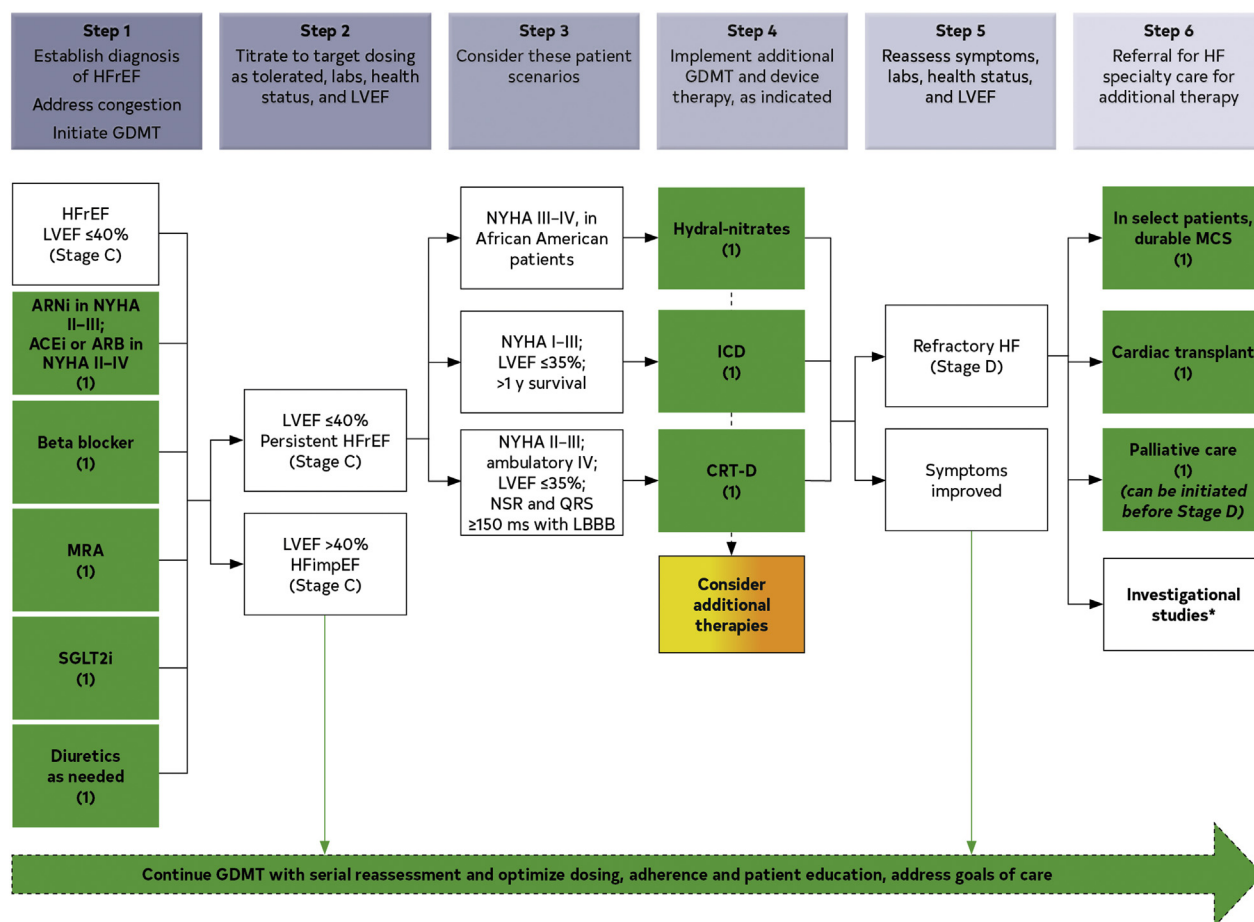 Step 1
Establish diagnosis
of HFrEF
Address congestion
Initiate GDMT
Step 2
Titrate to target dosing
as tolerated, labs, health
status, and LVEF
Step 3
Consider these patient
scenarios
Step 4
Implement additional
GDMT and device
therapy, as indicated
Step 5
Reassess symptoms,
labs, health status,
and LVEF
Step 6
Referral for HF
specialty care for
additional therapy
HFrEF
LVEF ≤40%
(Stage C)
ARNi in NYHA
II–III;
ACEi or ARB in
NYHA II–IV
(1)
Beta blocker
(1)
MRA
(1)
SGLT2i
(1)
Diuretics
as needed
(1)
LVEF ≤40%
Persistent HFrEF
(Stage C)
LVEF >40%
HFimpEF
(Stage C)
NYHA III–IV, in
African American
patients
NYHA I–III;
LVEF ≤35%;
>1 y survival
NYHA II–III;
ambulatory IV;
LVEF ≤35%;
NSR and QRS
≥150 ms with LBBB
Hydral-nitrates
(1)
ICD
(1)
CRT-D
(1)
Consider
additional
therapies
Refractory HF
(Stage D)
Symptoms
improved
In select patients,
durable MCS
(1)
Cardiac transplant
(1)
Palliative care
(1)
(can be initiated
before Stage D)
Investigational
studies*
Continue GDMT with serial reassessment and optimize dosing, adherence and patient education, address goals of care